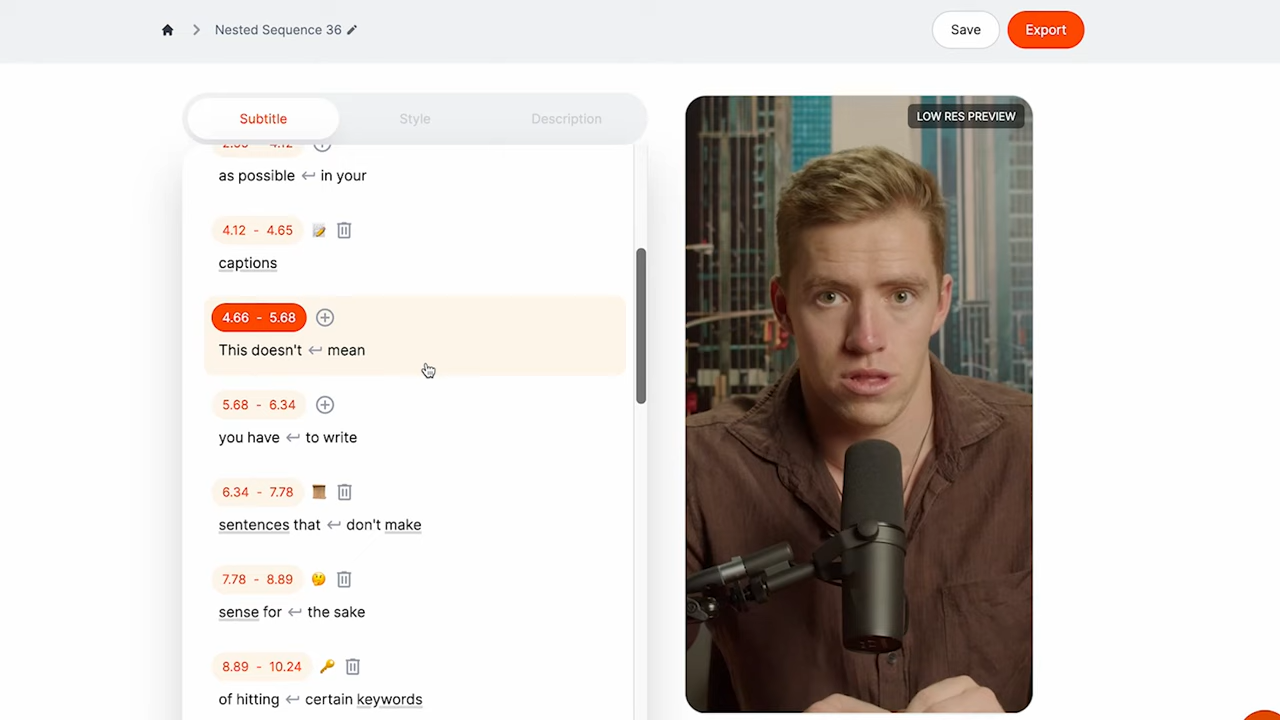 Nested Sequence 36
Save
Export
Subtitle
Style
Description
LOW RES PREVIEW
as possible ↩ in your
4.12 - 4.65
captions
4.66 - 5.68
This doesn't ↩ mean
5.68 - 6.34
you have ↩ to write
6.34 - 7.78
sentences that ↩ don't make
7.78 - 8.89
sense for ↩ the sake
8.89 - 10.24
of hitting ↩ certain keywords